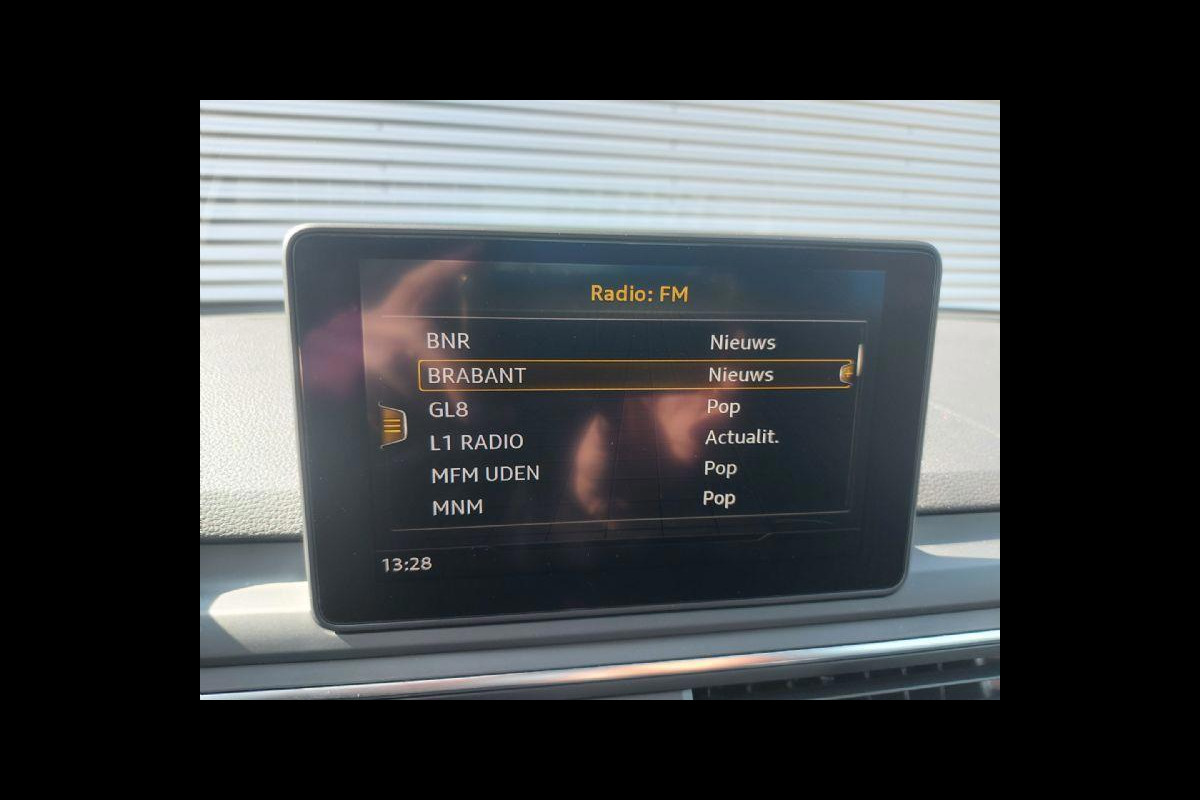 Radio: FM
BNR Nieuws
BRABANT Nieuws
GL8 Pop
L1 RADIO Actualit.
MFM UDEN Pop
MNM Pop
13:28